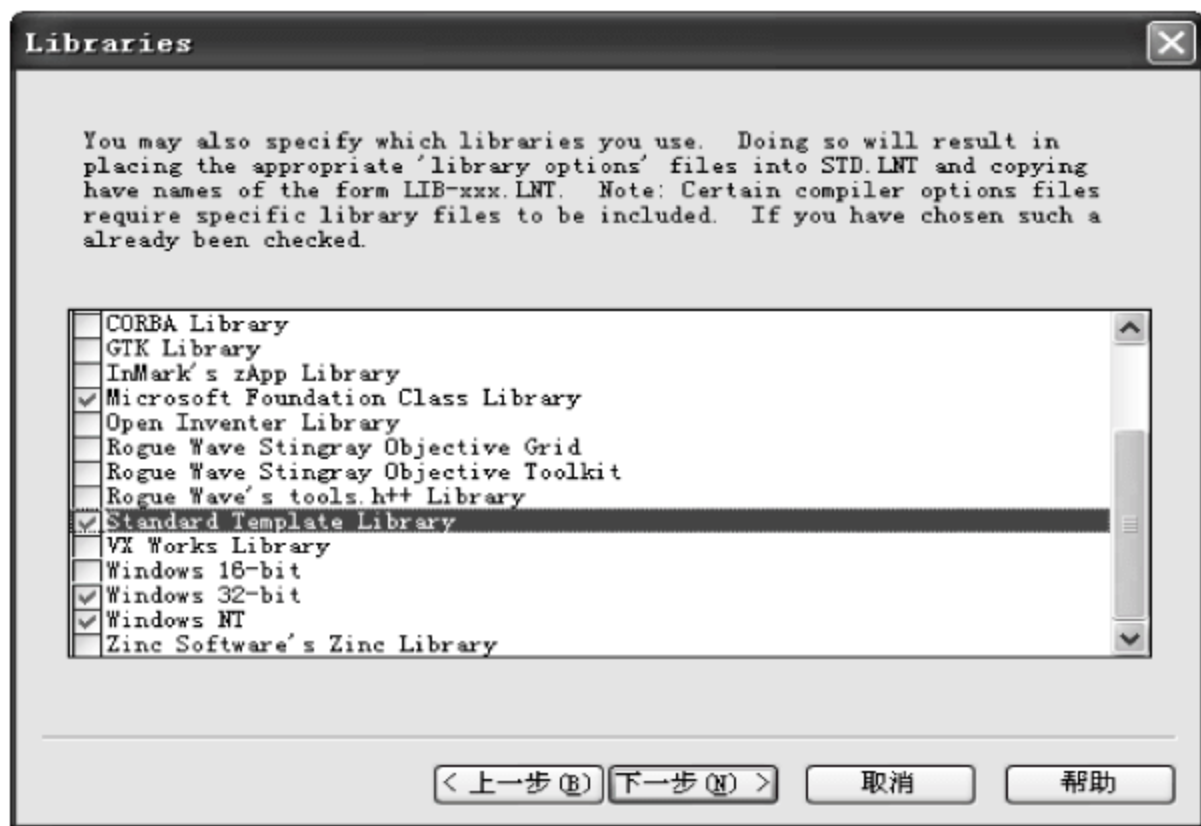 Libraries
You may also specify which libraries you use. Doing so will result in
placing the appropriate 'library options' files into STD.LNT and copying
have names of the form LIB-xxx.LNT. Note: Certain compiler options files
require specific library files to be included. If you have chosen such a
already been checked.
CORBA Library
GTK Library
InMark's zApp Library
Microsoft Foundation Class Library
Open Inventer Library
Rogue Wave Stingray Objective Grid
Rogue Wave Stingray Objective Toolkit
Rogue Wave's tools.h++ Library
Standard Template Library
VX Works Library
Windows 16-bit
Windows 32-bit
Windows NT
Zinc Software's Zinc Library
< 上一步(B) 下一步(N) > 取消 帮助